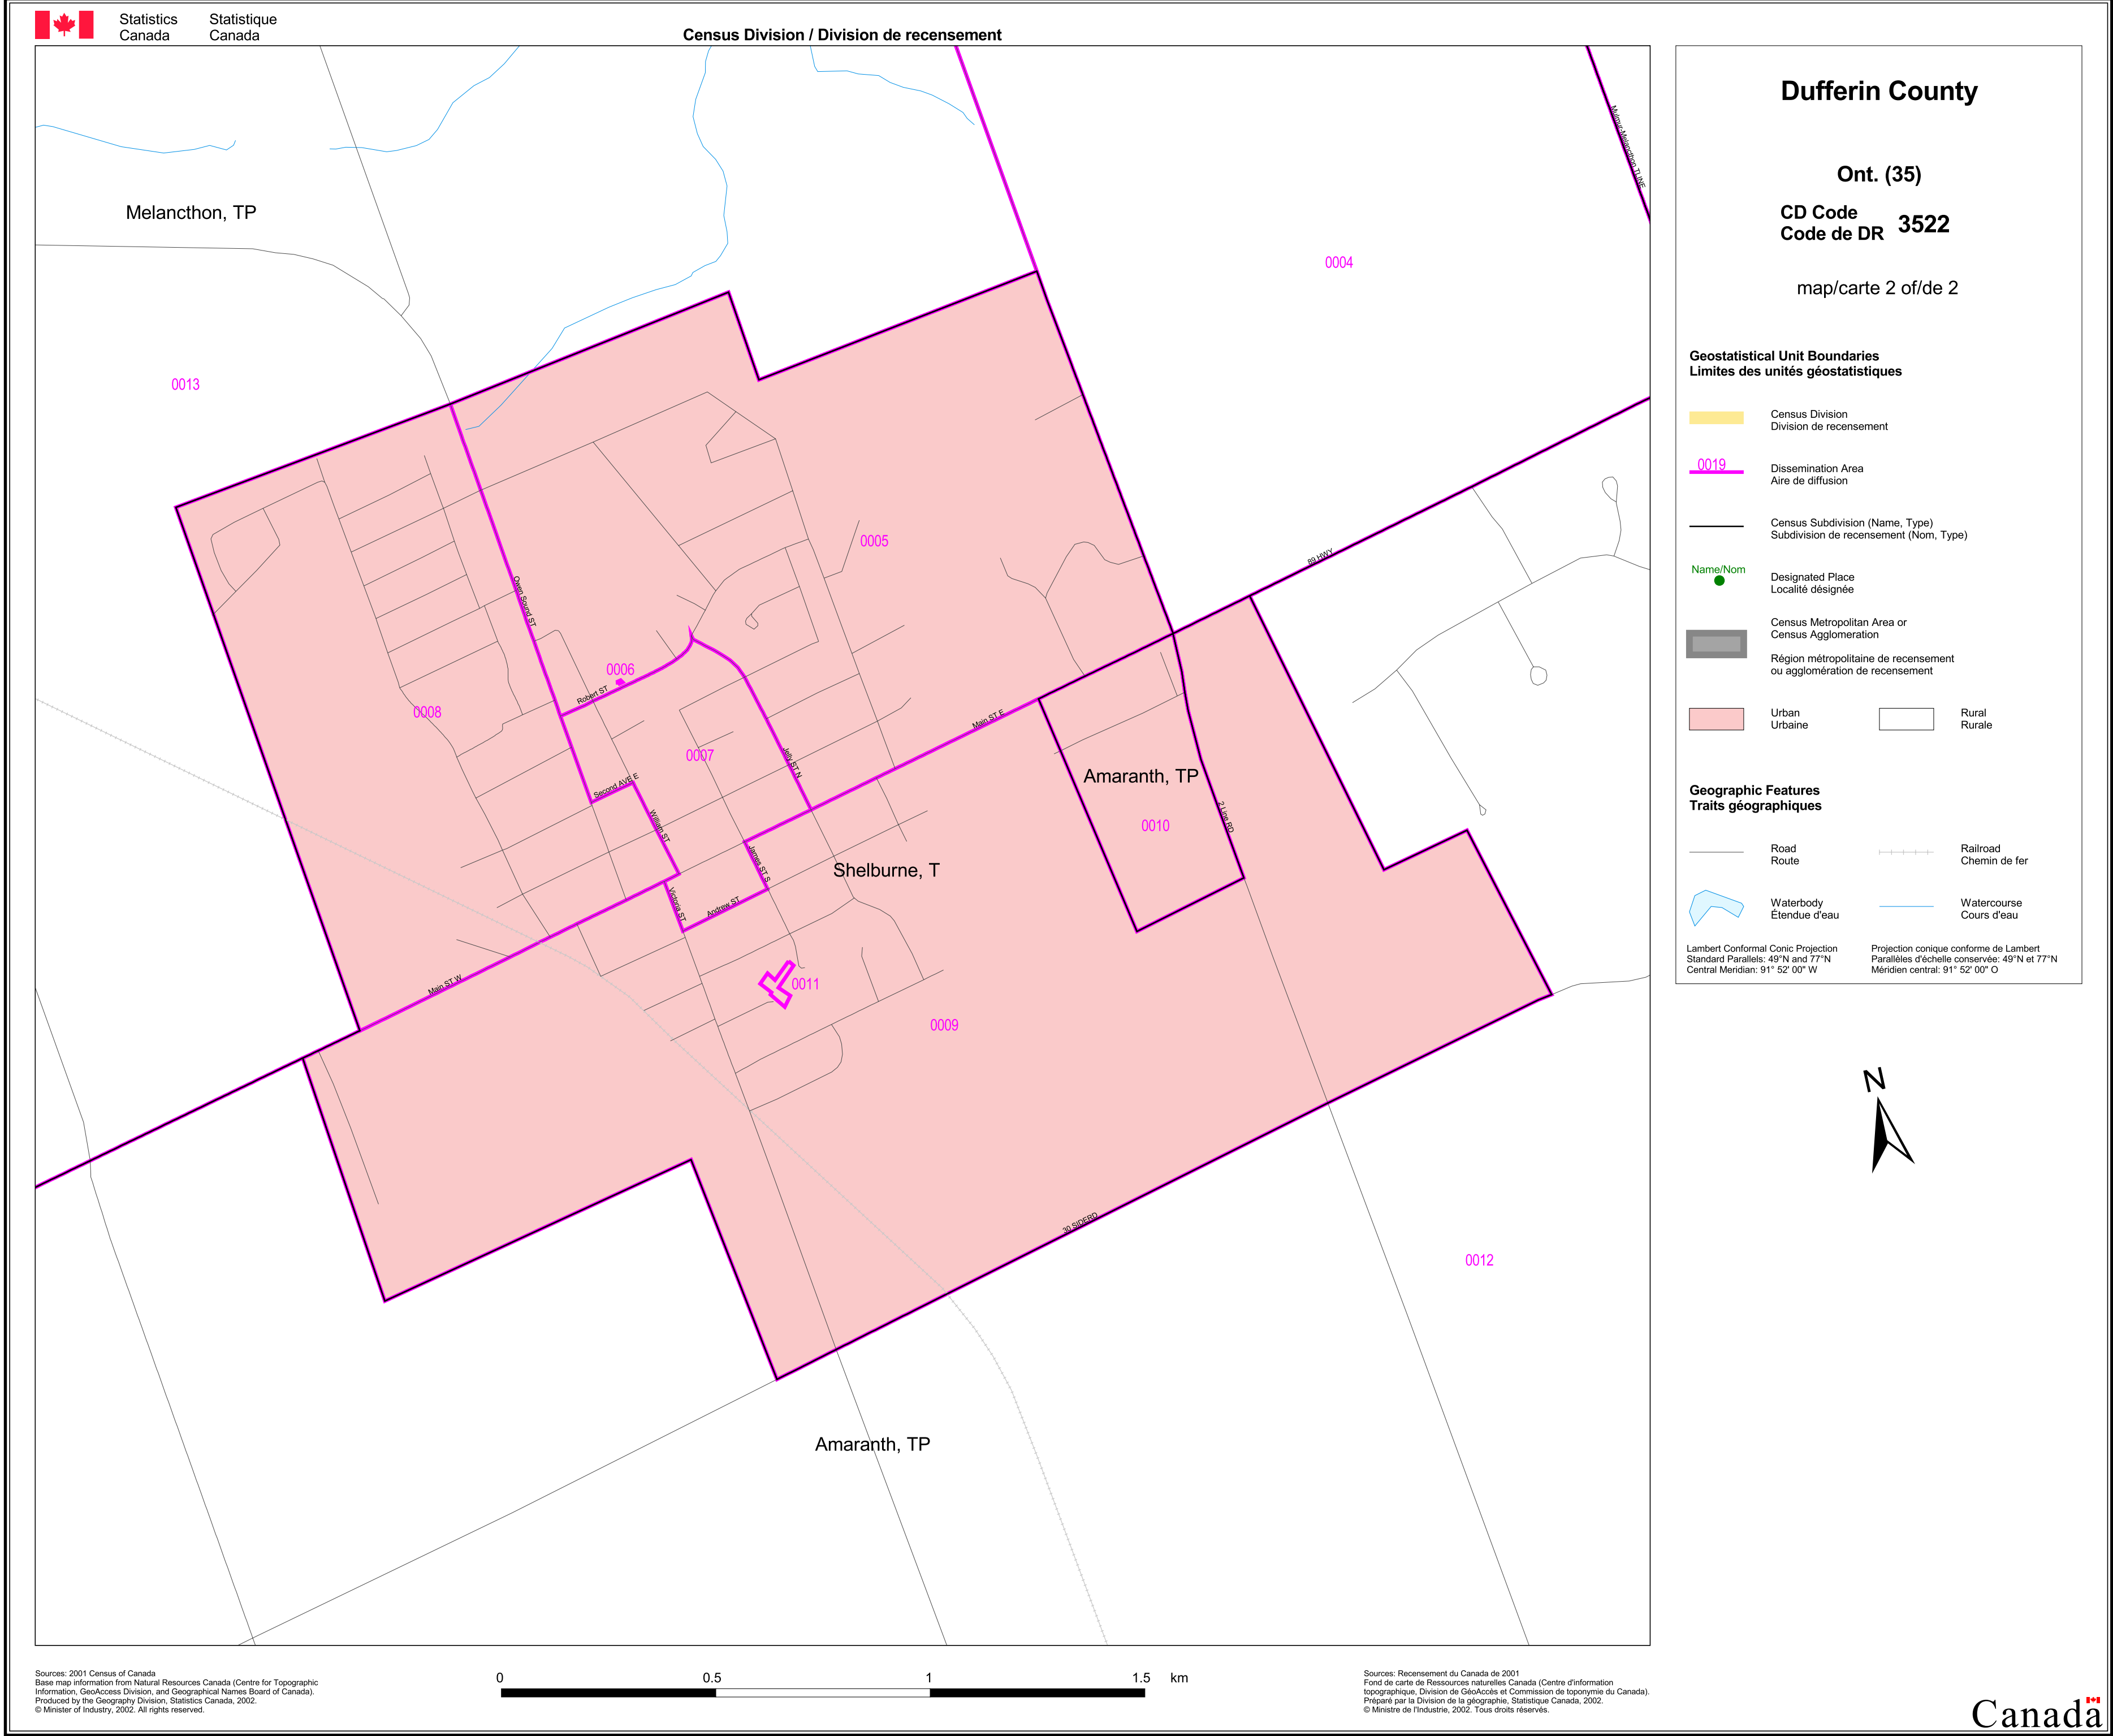 Statistics Statistique
Canada Canada
Census Division / Division de recensement
Dufferin County
Ont. (35)
CD Code
Code de DR 3522
map/carte 2 of/de 2
Geostatistical Unit Boundaries
Limites des unités géostatistiques
Census Division
Division de recensement
0019
Dissemination Area
Aire de diffusion
Census Subdivision (Name, Type)
Subdivision de recensement (Nom, Type)
Name/Nom
Designated Place
Localité désignée
Census Metropolitan Area or
Census Agglomeration
Région métropolitaine de recensement
ou agglomération de recensement
Urban
Urbaine
Rural
Rurale
Geographic Features
Traits géographiques
Road
Route
Railroad
Chemin de fer
Waterbody
Étendue d'eau
Watercourse
Cours d'eau
Lambert Conformal Conic Projection
Standard Parallels: 49°N and 77°N
Central Meridian: 91° 52' 00" W
Projection conique conforme de Lambert
Parallèles d'échelle conservée: 49°N et 77°N
Méridien central: 91° 52' 00" O
N
Mulmur-Melancthon TLINE
Melancthon, TP
0004
0013
0005
89 HWY
Owen Sound ST
0006
Robert ST
0008
Main ST E
0007
Jelly ST N
Amaranth, TP
Second AVE E
William ST
2 Line RD
0010
James ST S
Shelburne, T
Victoria ST
Andrew ST
Main ST W
0011
0009
30 SIDERD
0012
Amaranth, TP
Sources: 2001 Census of Canada
Base map information from Natural Resources Canada (Centre for Topographic
Information, GeoAccess Division, and Geographical Names Board of Canada).
Produced by the Geography Division, Statistics Canada, 2002.
© Minister of Industry, 2002. All rights reserved.
0 0.5 1 1.5 km
Sources: Recensement du Canada de 2001
Fond de carte de Ressources naturelles Canada (Centre d'information
topographique, Division de GéoAccès et Commission de toponymie du Canada).
Préparé par la Division de la géographie, Statistique Canada, 2002.
© Ministre de l'Industrie, 2002. Tous droits réservés.
Canada